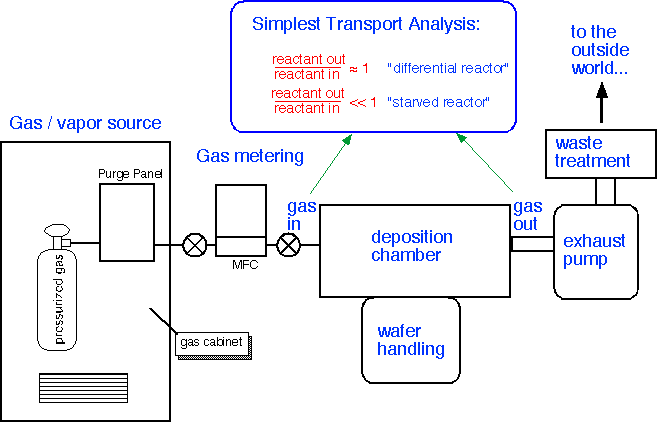 Simplest Transport Analysis:
reactant out
reactant in
≈ 1
"differential reactor"
reactant out
reactant in
<< 1
"starved reactor"
to the
outside
world...
Gas / vapor source
Gas metering
waste
treatment
Purge Panel
gas
in
gas
out
deposition
chamber
exhaust
pump
MFC
pressurized gas
gas cabinet
wafer
handling